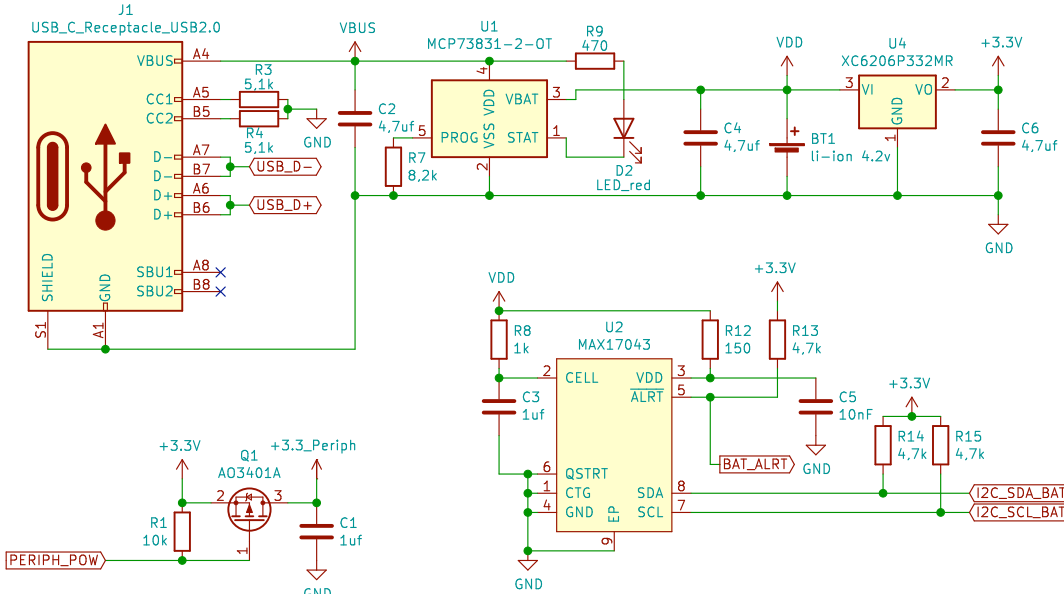 J1
USB_C_Receptacle_USB2.0
VBUS
A4
CC1
A5
CC2
B5
D-
A7
D-
B7
D+
A6
D+
B6
SBU1
A8
SBU2
B8
SHIELD
GND
S1
A1
R3
5,1k
R4
5,1k
GND
USB_D-
USB_D+
VBUS
C2
4,7uf
U1
MCP73831-2-OT
4
VDD
VBAT
3
5
PROG
VSS
STAT
1
2
R7
8,2k
R9
470
D2
LED_red
C4
4,7uf
VDD
+
BT1
li-ion 4.2v
U4
XC6206P332MR
3
VI
VO
2
GND
1
+3.3V
C6
4,7uf
GND
VDD
R8
1k
C3
1uf
U2
MAX17043
2
CELL
VDD
3
ALRT
5
6
QSTRT
1
CTG
4
GND
SDA
8
SCL
7
EP
9
GND
R12
150
+3.3V
R13
4,7k
C5
10nF
GND
BAT_ALRT
+3.3V
R14
4,7k
R15
4,7k
I2C_SDA_BAT
I2C_SCL_BAT
+3.3V
Q1
AO3401A
+3.3_Periph
2
3
1
R1
10k
C1
1uf
PERIPH_POW
GND